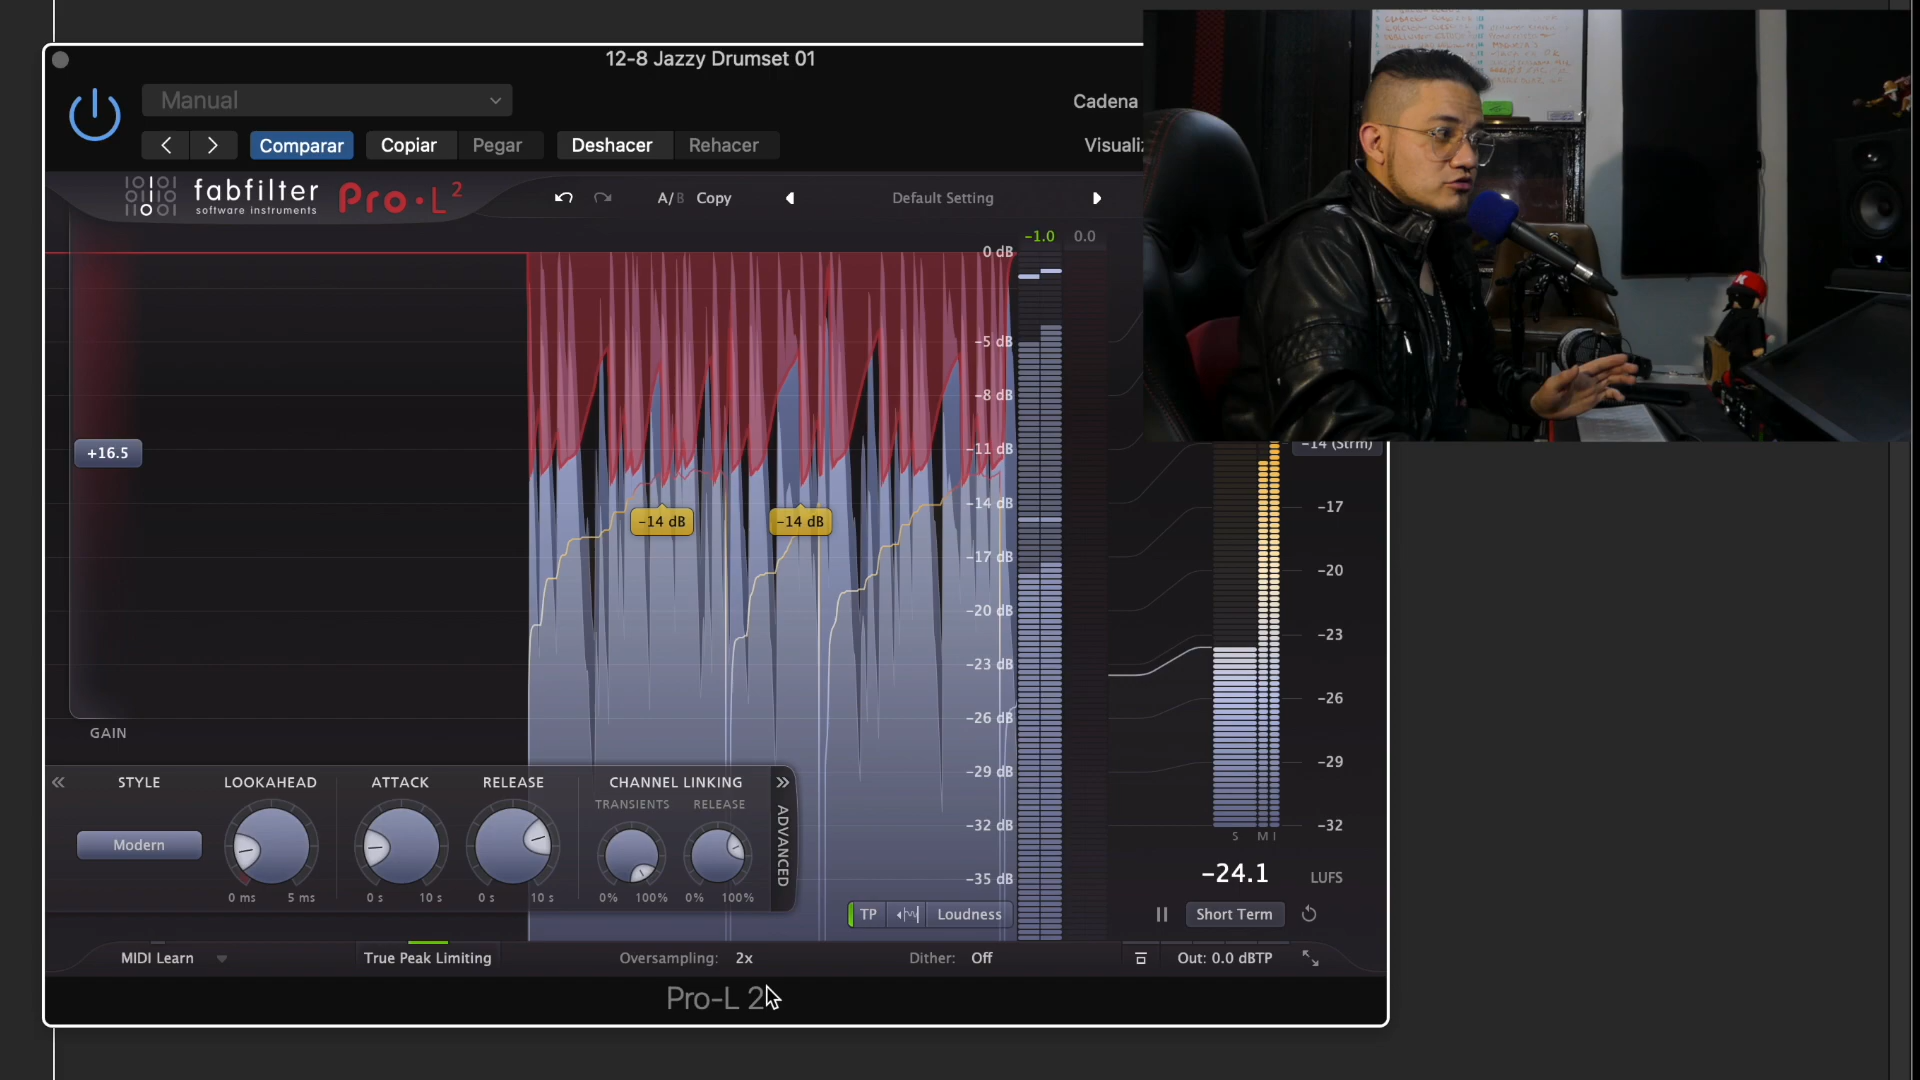 12-8 Jazzy Drumset 01
Manual
Cadena
Comparar
Copiar
Pegar
Deshacer
Rehacer
Visuali
fabfilter
software instruments
Pro·L 2
A/B
Copy
Default Setting
-1.0
0.0
0 dB
-5 dB
-8 dB
-11 dB
-14 dB
-17 dB
-20 dB
-23 dB
-26 dB
-29 dB
-32 dB
-35 dB
+16.5
-14 dB
-14 dB
GAIN
-14 (Strm)
-17
-20
-23
-26
-29
-32
S
M
I
-24.1
LUFS
Short Term
STYLE
LOOKAHEAD
ATTACK
RELEASE
CHANNEL LINKING
TRANSIENTS
RELEASE
ADVANCED
Modern
0 ms
5 ms
0 s
10 s
0 s
10 s
0%
100%
0%
100%
TP
Loudness
MIDI Learn
True Peak Limiting
Oversampling:
2x
Dither:
Off
Out: 0.0 dBTP
Pro-L 2